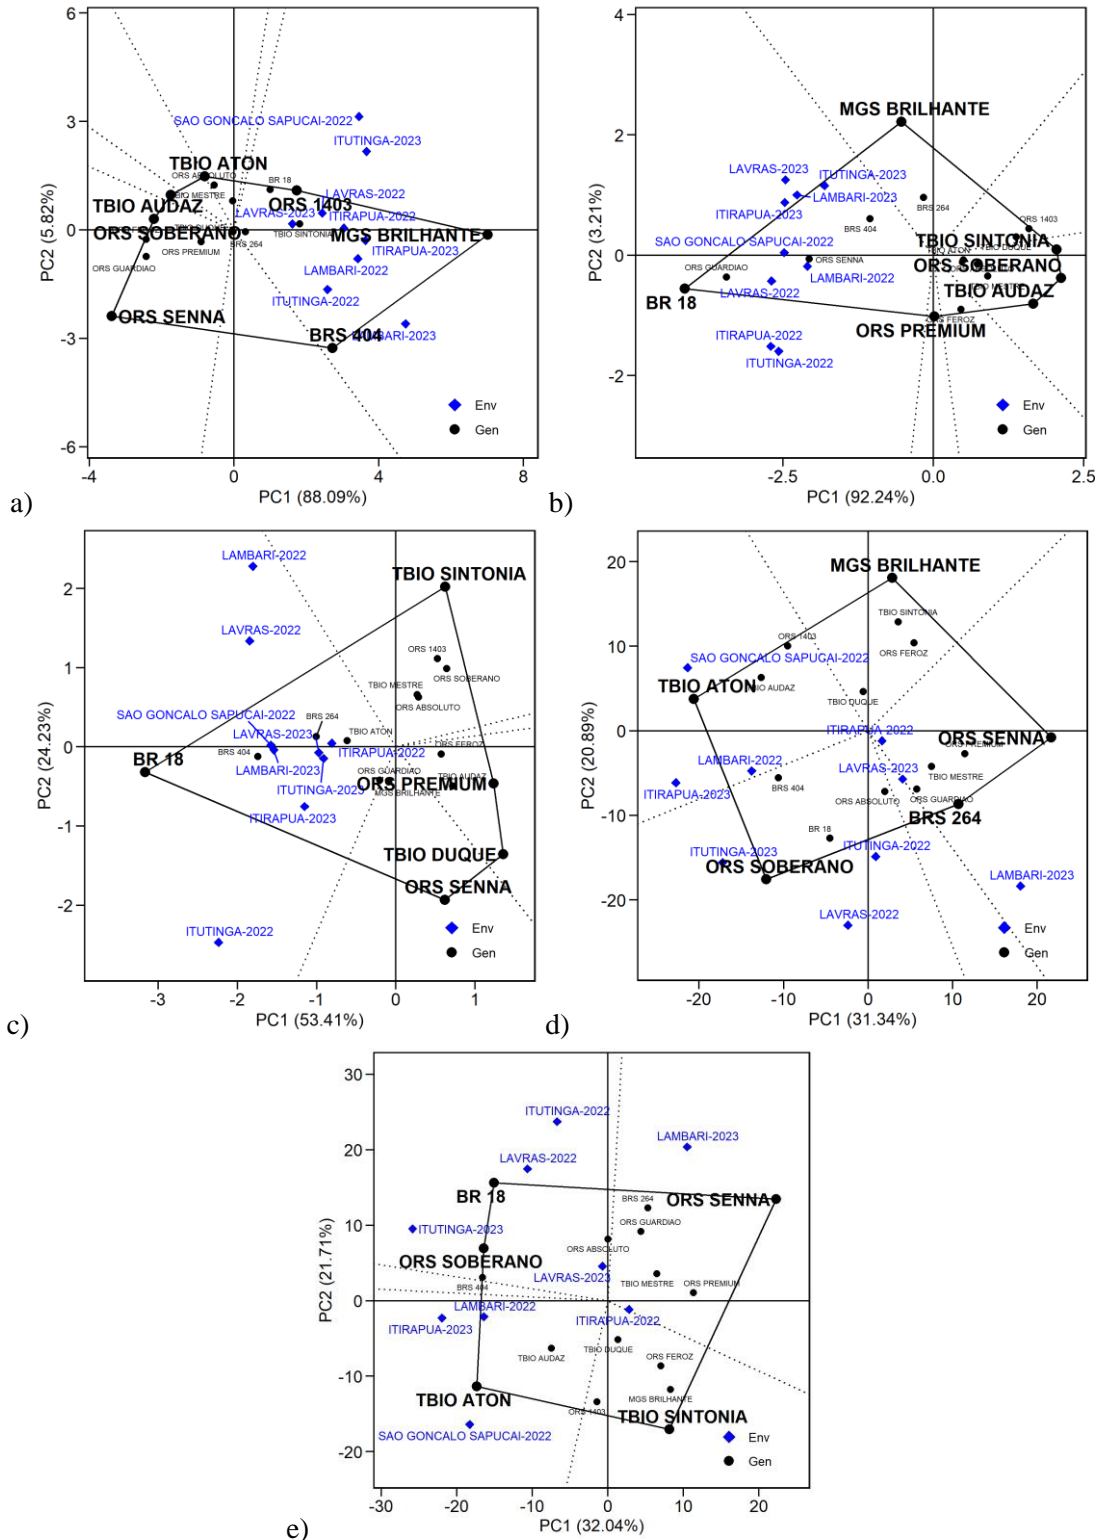 6
3
0
-3
-6
PC2 (5.82%)
SAO GONCALO SAPUCAI-2022
ITUTINGA-2023
TBIO ATON
BR 18
TBIO AUDAZ
ORS 1403
LAVRAS-2022
LAVRAS-2023
ITIRAPUA-2022
ORS SOBERANO
TBIO SINTONIA
MGS BRILHANTE
ORS PREMIUM
BRS 264
ITIRAPUA-2023
ORS GUARDIAO
LAMBARI-2022
ITUTINGA-2022
ORS SENNA
BRS 404
LAMBARI-2023
Env
Gen
-4
0
4
8
PC1 (88.09%)
a)
4
2
0
-2
PC2 (3.21%)
MGS BRILHANTE
LAVRAS-2023
ITUTINGA-2023
LAMBARI-2023
BRS 264
ITIRAPUA-2023
ORS 1403
BRS 404
TBIO SINTONIA
SAO GONCALO SAPUCAI-2022
TBIO DUQUE
TBIO ATON
ORS SENNA
ORS SOBERANO
ORS GUARDIAO
LAMBARI-2022
TBIO MESTRE
LAVRAS-2022
TBIO AUDAZ
BR 18
ORS FEROZ
ORS PREMIUM
ITIRAPUA-2022
ITUTINGA-2022
Env
Gen
-2.5
0.0
2.5
PC1 (92.24%)
b)
2
1
0
-1
-2
PC2 (24.23%)
LAMBARI-2022
TBIO SINTONIA
LAVRAS-2022
ORS 1403
ORS SOBERANO
TBIO MESTRE
ORS ABSOLUTO
SAO GONCALO SAPUCAI-2022
BRS 264
LAVRAS-2023
TBIO ATON
ORS FEROZ
BRS 404
ITIRAPUA-2022
BR 18
LAMBARI-2023
ORS GUARDIAO
TBIO AUDAZ
ITUTINGA-2023
ORS PREMIUM
MGS BRILHANTE
ITIRAPUA-2023
TBIO DUQUE
ORS SENNA
ITUTINGA-2022
Env
Gen
-3
-2
-1
0
1
PC1 (53.41%)
c)
20
10
0
-10
-20
PC2 (20.89%)
MGS BRILHANTE
TBIO SINTONIA
ORS 1403
ORS FEROZ
SAO GONCALO SAPUCAI-2022
TBIO AUDAZ
TBIO ATON
TBIO DUQUE
ITIRAPUA-2022
ORS SENNA
ORS PREMIUM
LAMBARI-2022
LAVRAS-2023
TBIO MESTRE
ITIRAPUA-2023
BRS 404
ORS ABSOLUTO
ORS GUARDIAO
BRS 264
BR 18
ITUTINGA-2023
ITUTINGA-2022
ORS SOBERANO
LAMBARI-2023
LAVRAS-2022
Env
Gen
-20
-10
0
10
20
PC1 (31.34%)
d)
30
20
10
0
-10
-20
PC2 (21.71%)
ITUTINGA-2022
LAMBARI-2023
LAVRAS-2022
BR 18
BRS 264
ORS SENNA
ORS GUARDIAO
ITUTINGA-2023
ORS ABSOLUTO
ORS SOBERANO
LAVRAS-2023
TBIO MESTRE
ORS PREMIUM
BRS 404
LAMBARI-2022
ITIRAPUA-2023
ITIRAPUA-2022
TBIO AUDAZ
TBIO DUQUE
ORS FEROZ
TBIO ATON
MGS BRILHANTE
ORS 1403
TBIO SINTONIA
SAO GONCALO SAPUCAI-2022
Env
Gen
-30
-20
-10
0
10
20
PC1 (32.04%)
e)